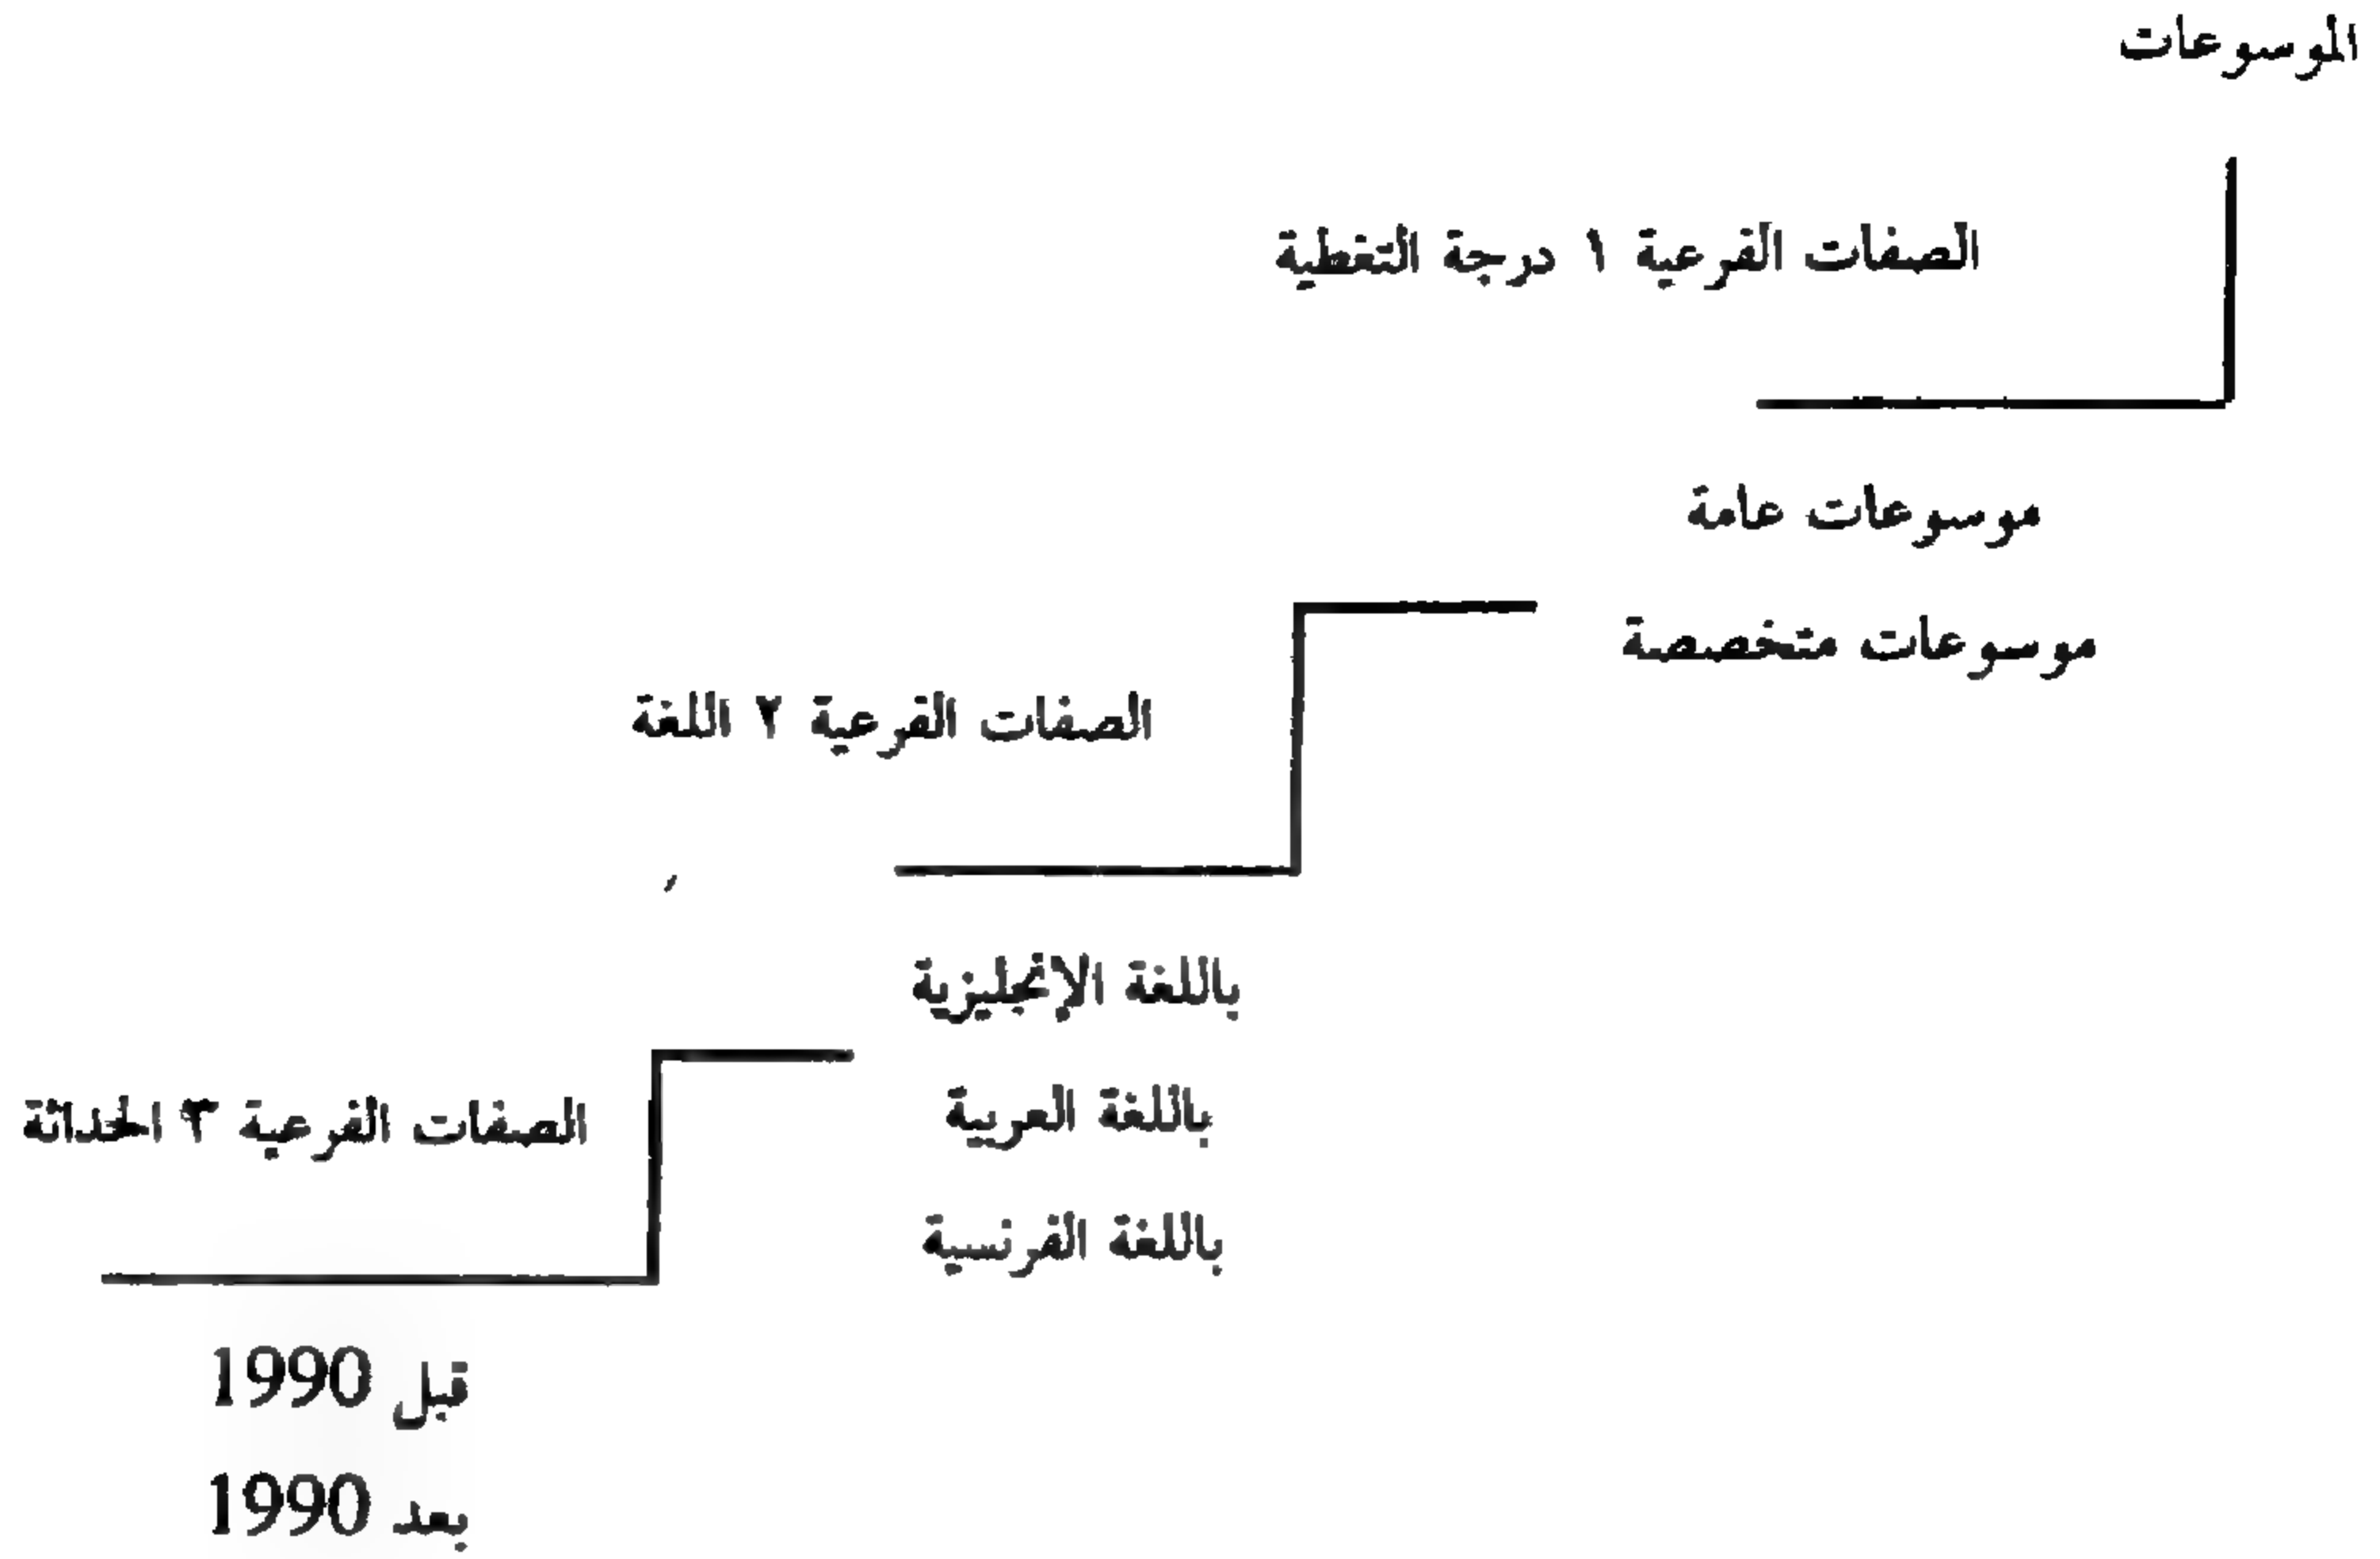 الموسوعات
الصفات الفرعية ١ درجة التغطية
موسوعات عامة
موسوعات متخصصة
الصفات الفرعية ٢ اللغة
باللغة الإنجليزية
باللغة العربية
باللغة الفرنسية
الصفات الفرعية ٣ الحداثة
قبل 1990
بعد 1990